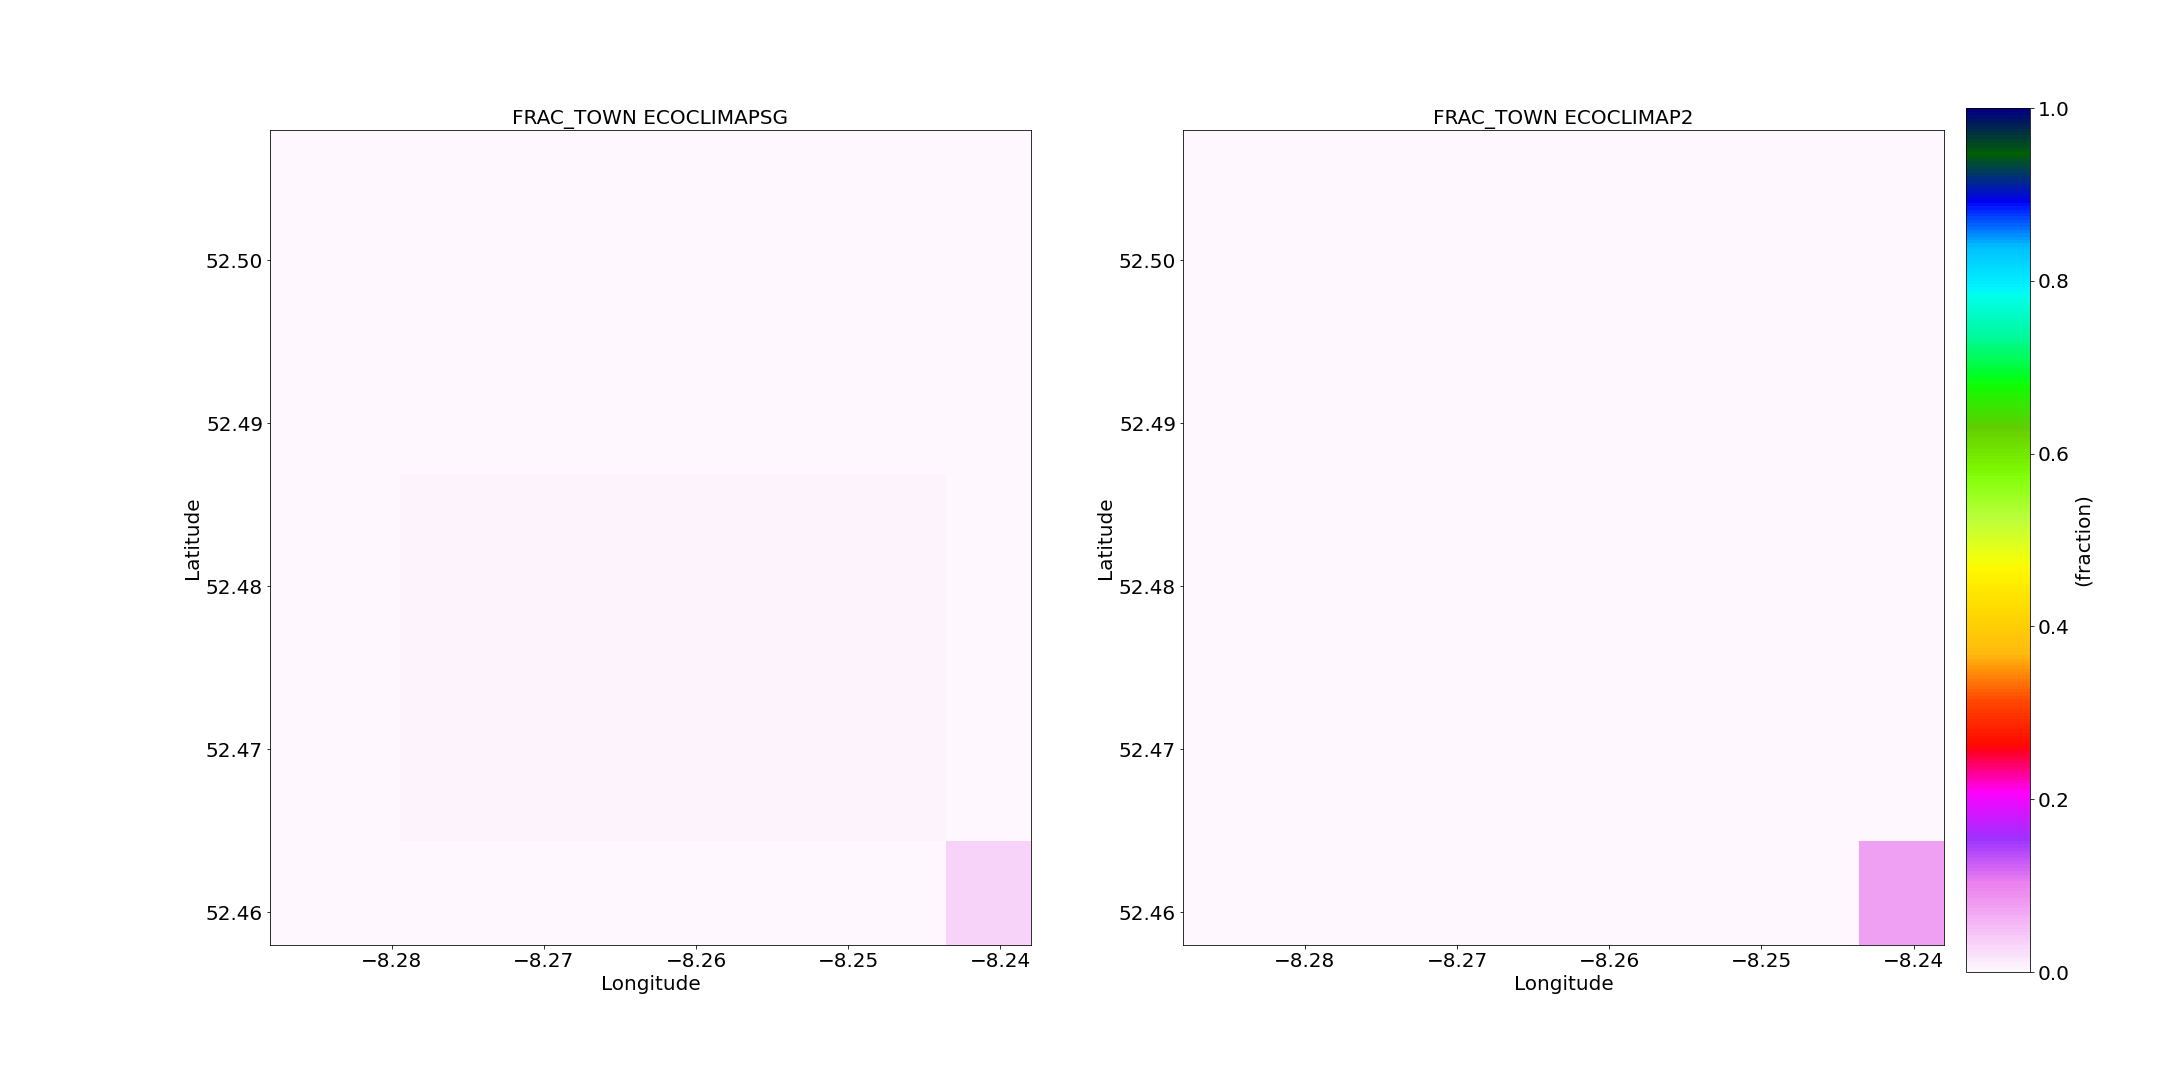 FRAC_TOWN ECOCLIMAPSG
52.50
52.49
52.48
52.47
52.46
Latitude
−8.28 −8.27 −8.26 −8.25 −8.24
Longitude
FRAC_TOWN ECOCLIMAP2
52.50
52.49
52.48
52.47
52.46
Latitude
−8.28 −8.27 −8.26 −8.25 −8.24
Longitude
1.0
0.8
0.6
0.4
0.2
0.0
(fraction)